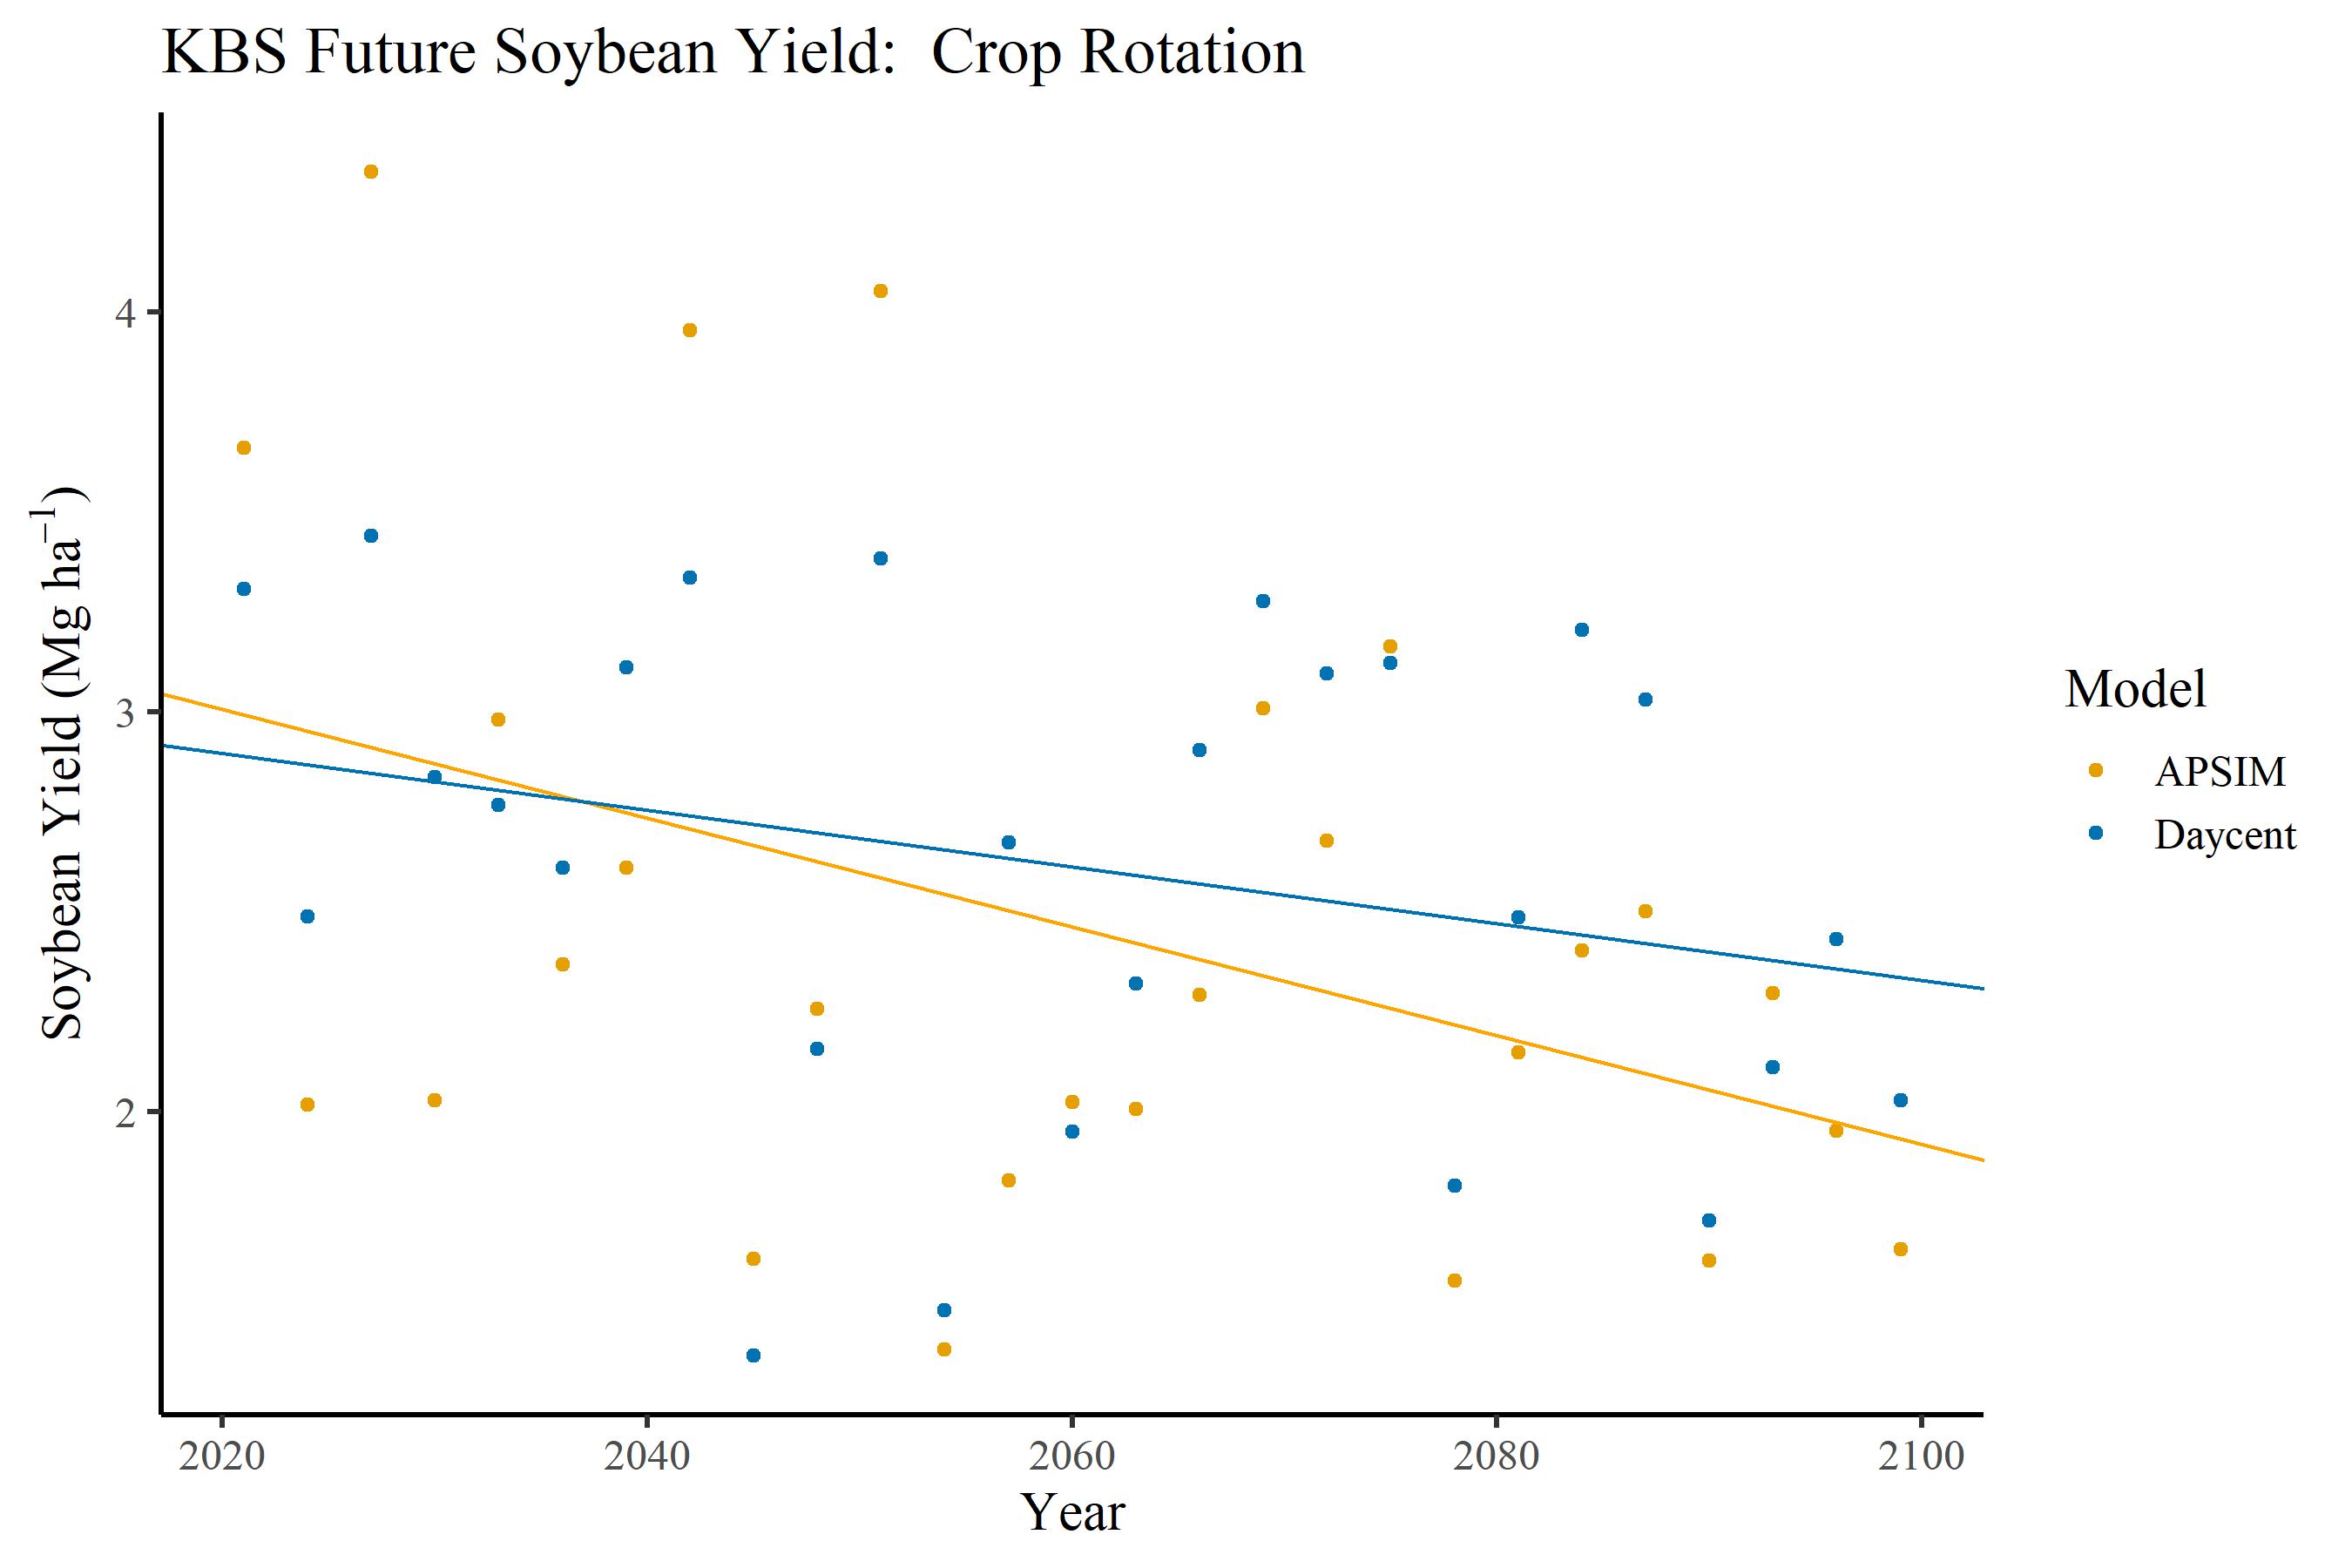 KBS Future Soybean Yield:  Crop Rotation
Soybean Yield (Mg ha⁻¹)
4
3
2
2020 2040 2060 2080 2100
Year
Model
APSIM
Daycent